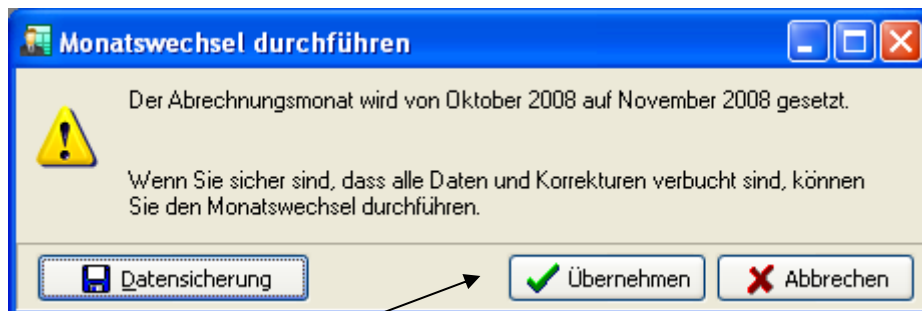 Monatswechsel durchführen
Der Abrechnungsmonat wird von Oktober 2008 auf November 2008 gesetzt.
Wenn Sie sicher sind, dass alle Daten und Korrekturen verbucht sind, können
Sie den Monatswechsel durchführen.
Datensicherung Übernehmen Abbrechen